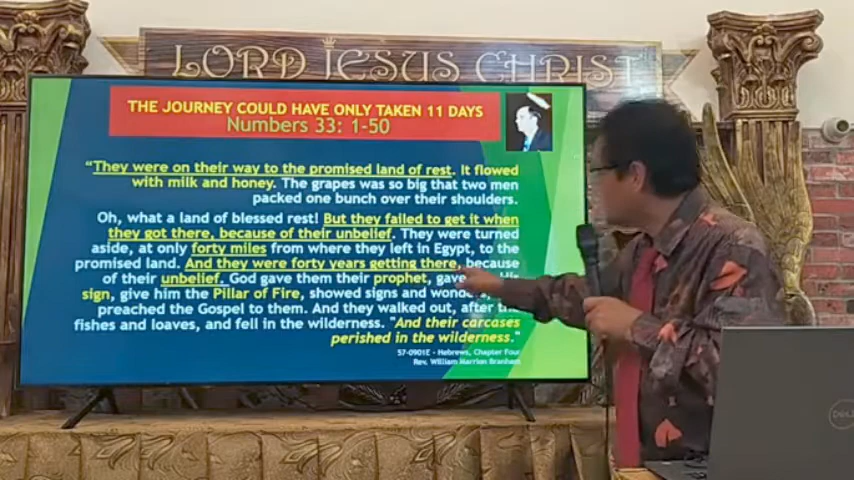 LORD JESUS CHRIST
THE JOURNEY COULD HAVE ONLY TAKEN 11 DAYS
Numbers 33: 1-50
"They were on their way to the promised land of rest. It flowed
with milk and honey. The grapes was so big that two men
packed one bunch over their shoulders.
Oh, what a land of blessed rest! But they failed to get it when
they got there, because of their unbelief. They were turned
aside, at only forty miles from where they left in Egypt, to the
promised land. And they were forty years getting there, because
of their unbelief. God gave them their prophet, gave His
sign, give him the Pillar of Fire, showed signs and
preached the Gospel to them. And they walked out, after
fishes and loaves, and fell in the wilderness. "And their carcases
perished in the wilderness."
57-0901E - Hebrews, Chapter Four
Rev. William Marrion Branham
DELL